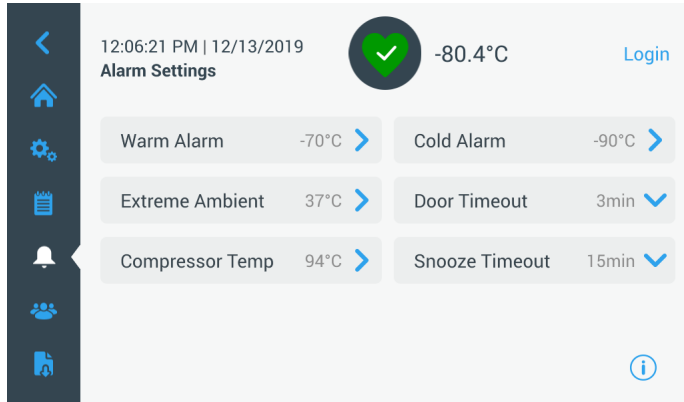 12:06:21 PM | 12/13/2019
Alarm Settings
-80.4°C
Login
Warm Alarm -70°C
Cold Alarm -90°C
Extreme Ambient 37°C
Door Timeout 3min
Compressor Temp 94°C
Snooze Timeout 15min
i